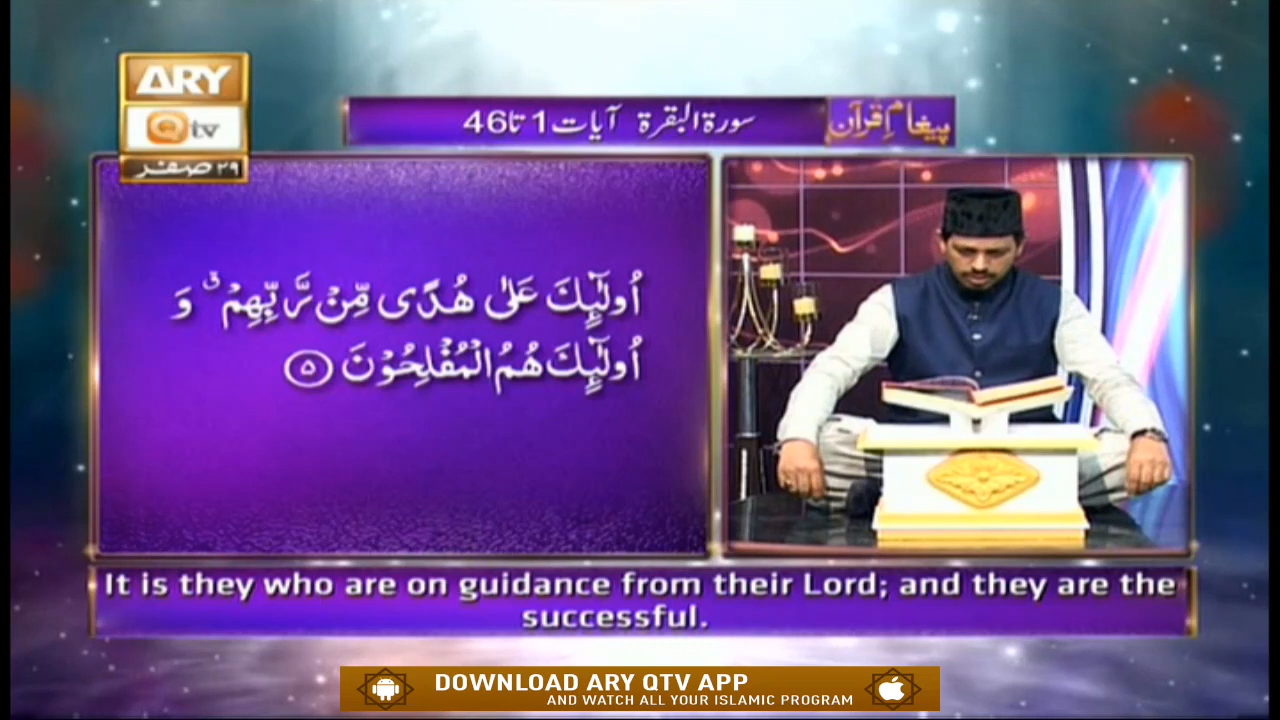 ARY
Qtv
۲۹ صفر
سورۃ البقرۃ آیات 1 تا 46
پیغامِ قرآن
اُولٰٓئِكَ عَلٰى هُدًى مِّنْ رَّبِّهِمْ ۗ وَ
اُولٰٓئِكَ هُمُ الْمُفْلِحُوْنَ ۵
It is they who are on guidance from their Lord; and they are the
successful.
DOWNLOAD ARY QTV APP
AND WATCH ALL YOUR ISLAMIC PROGRAM